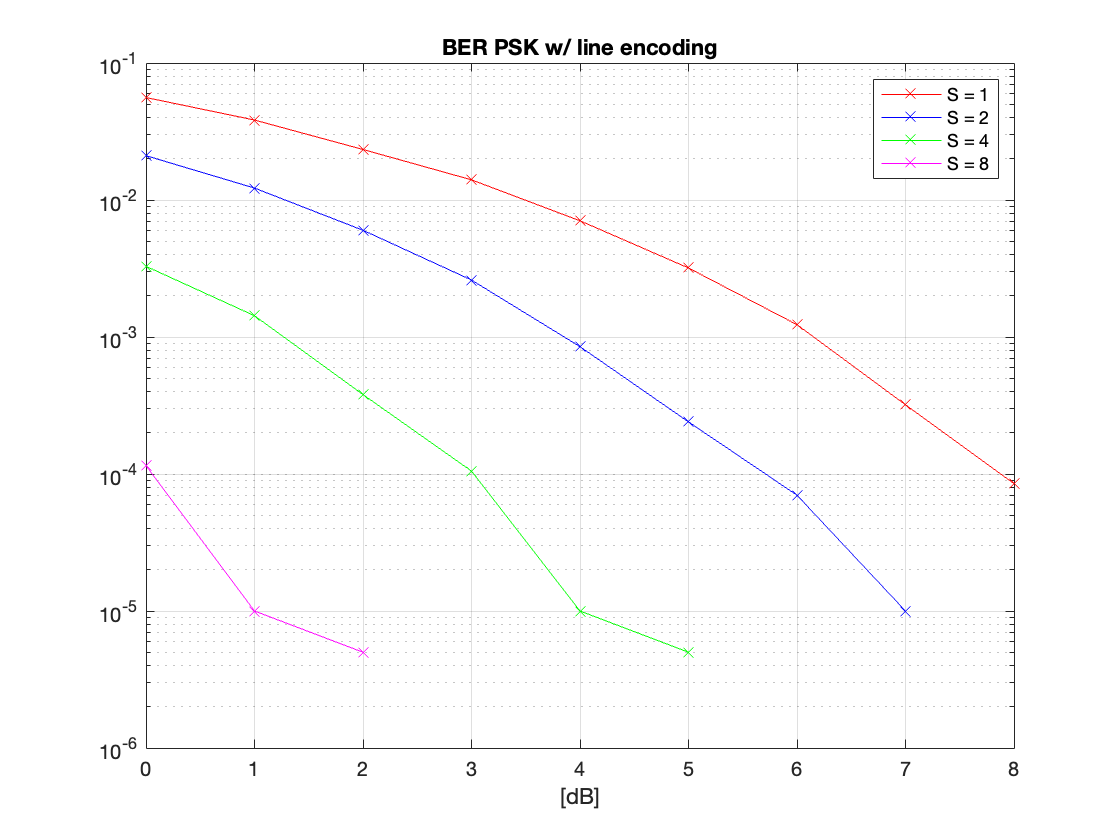 BER PSK w/ line encoding
10^-1
10^-2
10^-3
10^-4
10^-5
10^-6
S = 1
S = 2
S = 4
S = 8
0 1 2 3 4 5 6 7 8
[dB]